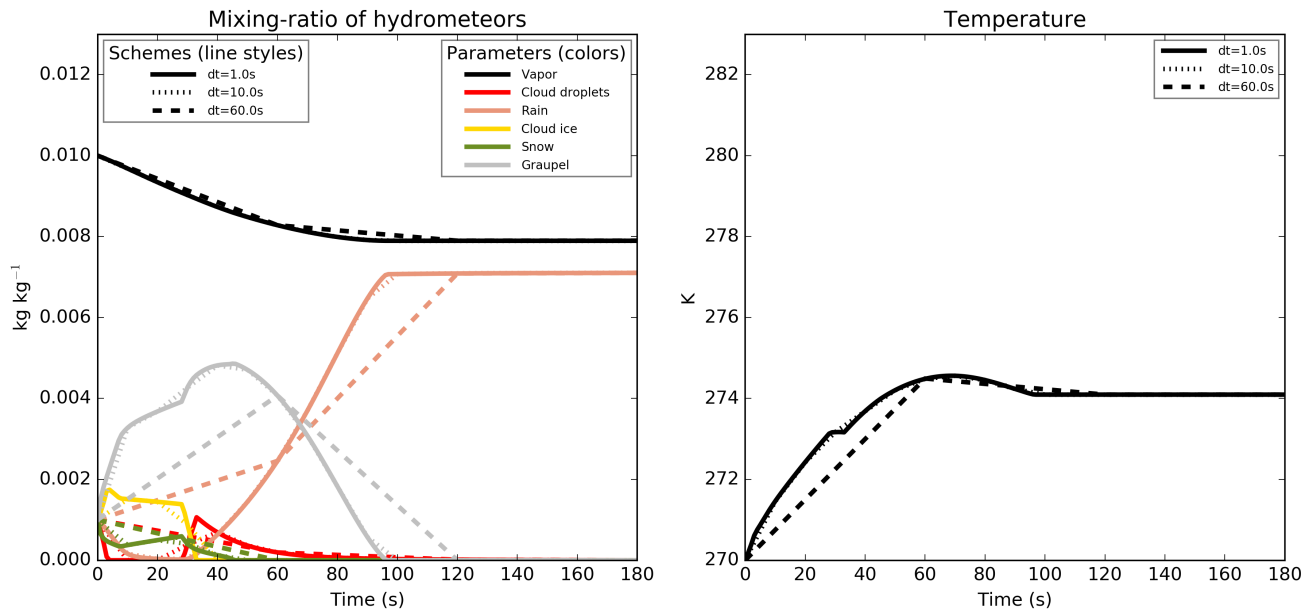 Mixing-ratio of hydrometeors
Schemes (line styles)
dt=1.0s
dt=10.0s
dt=60.0s
Parameters (colors)
Vapor
Cloud droplets
Rain
Cloud ice
Snow
Graupel
kg kg⁻¹
0.012
0.010
0.008
0.006
0.004
0.002
0.000
0 20 40 60 80 100 120 140 160 180
Time (s)
Temperature
dt=1.0s
dt=10.0s
dt=60.0s
K
282
280
278
276
274
272
270
0 20 40 60 80 100 120 140 160 180
Time (s)